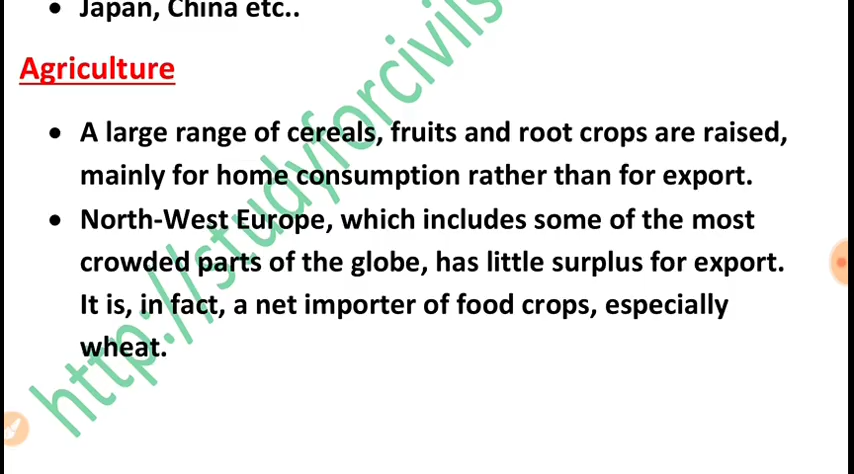 • Japan, China etc..
Agriculture
• A large range of cereals, fruits and root crops are raised,
mainly for home consumption rather than for export.
• North-West Europe, which includes some of the most
crowded parts of the globe, has little surplus for export.
It is, in fact, a net importer of food crops, especially
wheat.
http://studyforcivils